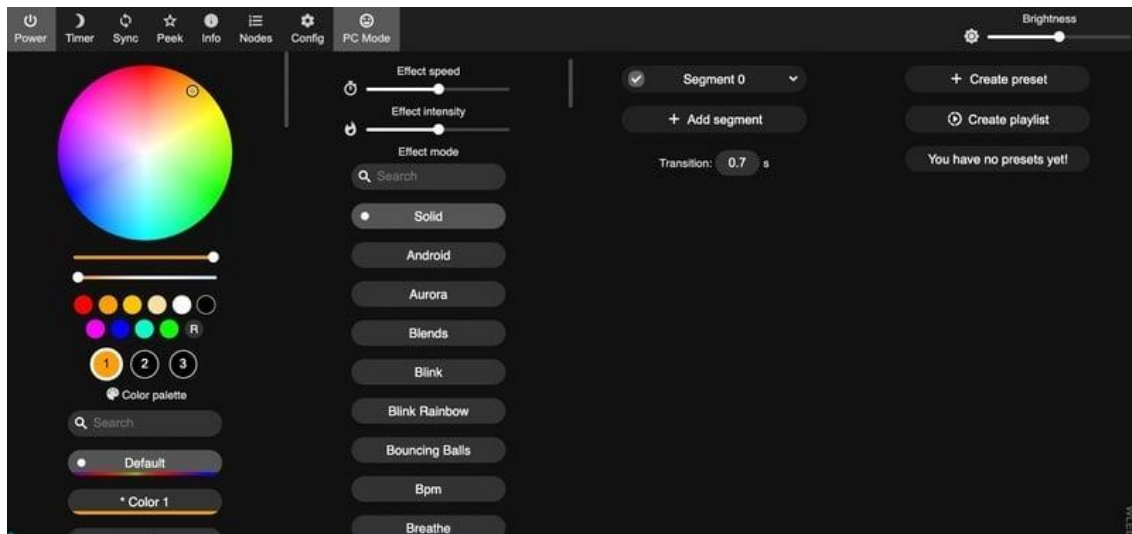 Power Timer Sync Peek Info Nodes Config PC Mode
Brightness
R
1 2 3
Color palette
Search
Default
* Color 1
Effect speed
Effect intensity
Effect mode
Search
Solid
Android
Aurora
Blends
Blink
Blink Rainbow
Bouncing Balls
Bpm
Breathe
Segment 0
+ Add segment
Transition: 0.7 s
+ Create preset
Create playlist
You have no presets yet!